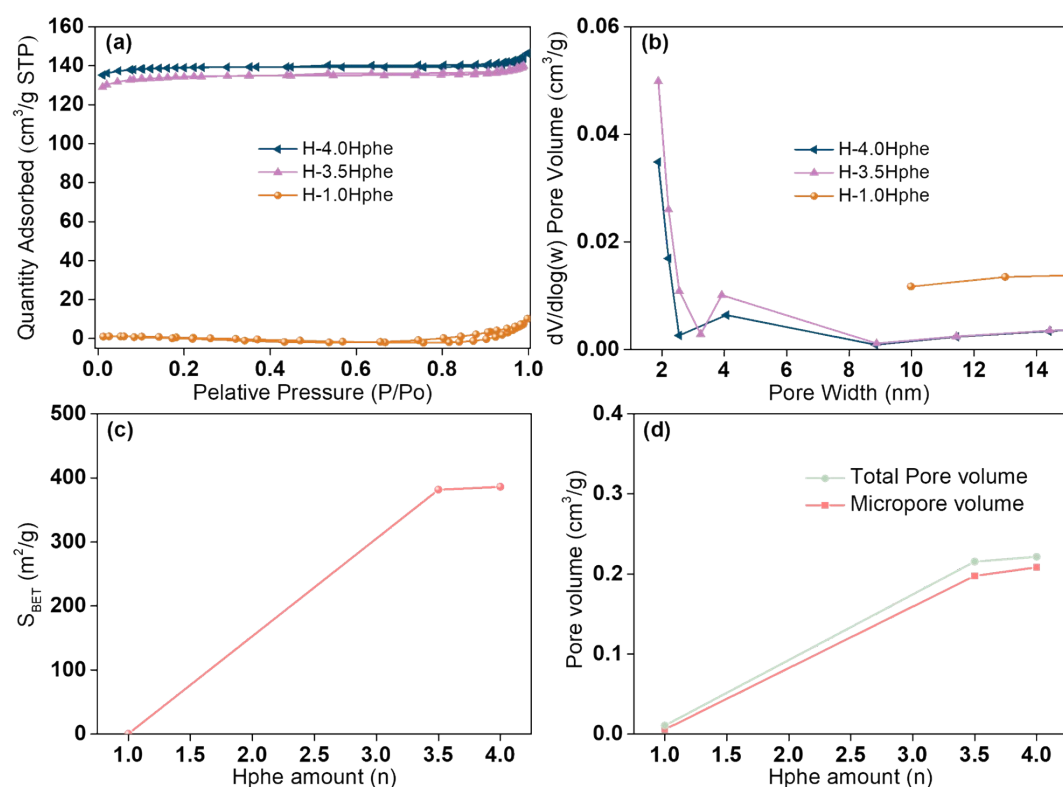 (a)
160
140
120
100
80
60
40
20
0
Quantity Adsorbed (cm³/g STP)
H-4.0Hphe
H-3.5Hphe
H-1.0Hphe
0.0 0.2 0.4 0.6 0.8 1.0
Pelative Pressure (P/Po)
(b)
0.06
0.04
0.02
0.00
dV/dlog(w) Pore Volume (cm³/g)
H-4.0Hphe
H-3.5Hphe
H-1.0Hphe
2 4 6 8 10 12 14
Pore Width (nm)
(c)
500
400
300
200
100
0
S_BET (m²/g)
1.0 1.5 2.0 2.5 3.0 3.5 4.0
Hphe amount (n)
(d)
0.4
0.3
0.2
0.1
0.0
Pore volume (cm³/g)
Total Pore volume
Micropore volume
1.0 1.5 2.0 2.5 3.0 3.5 4.0
Hphe amount (n)